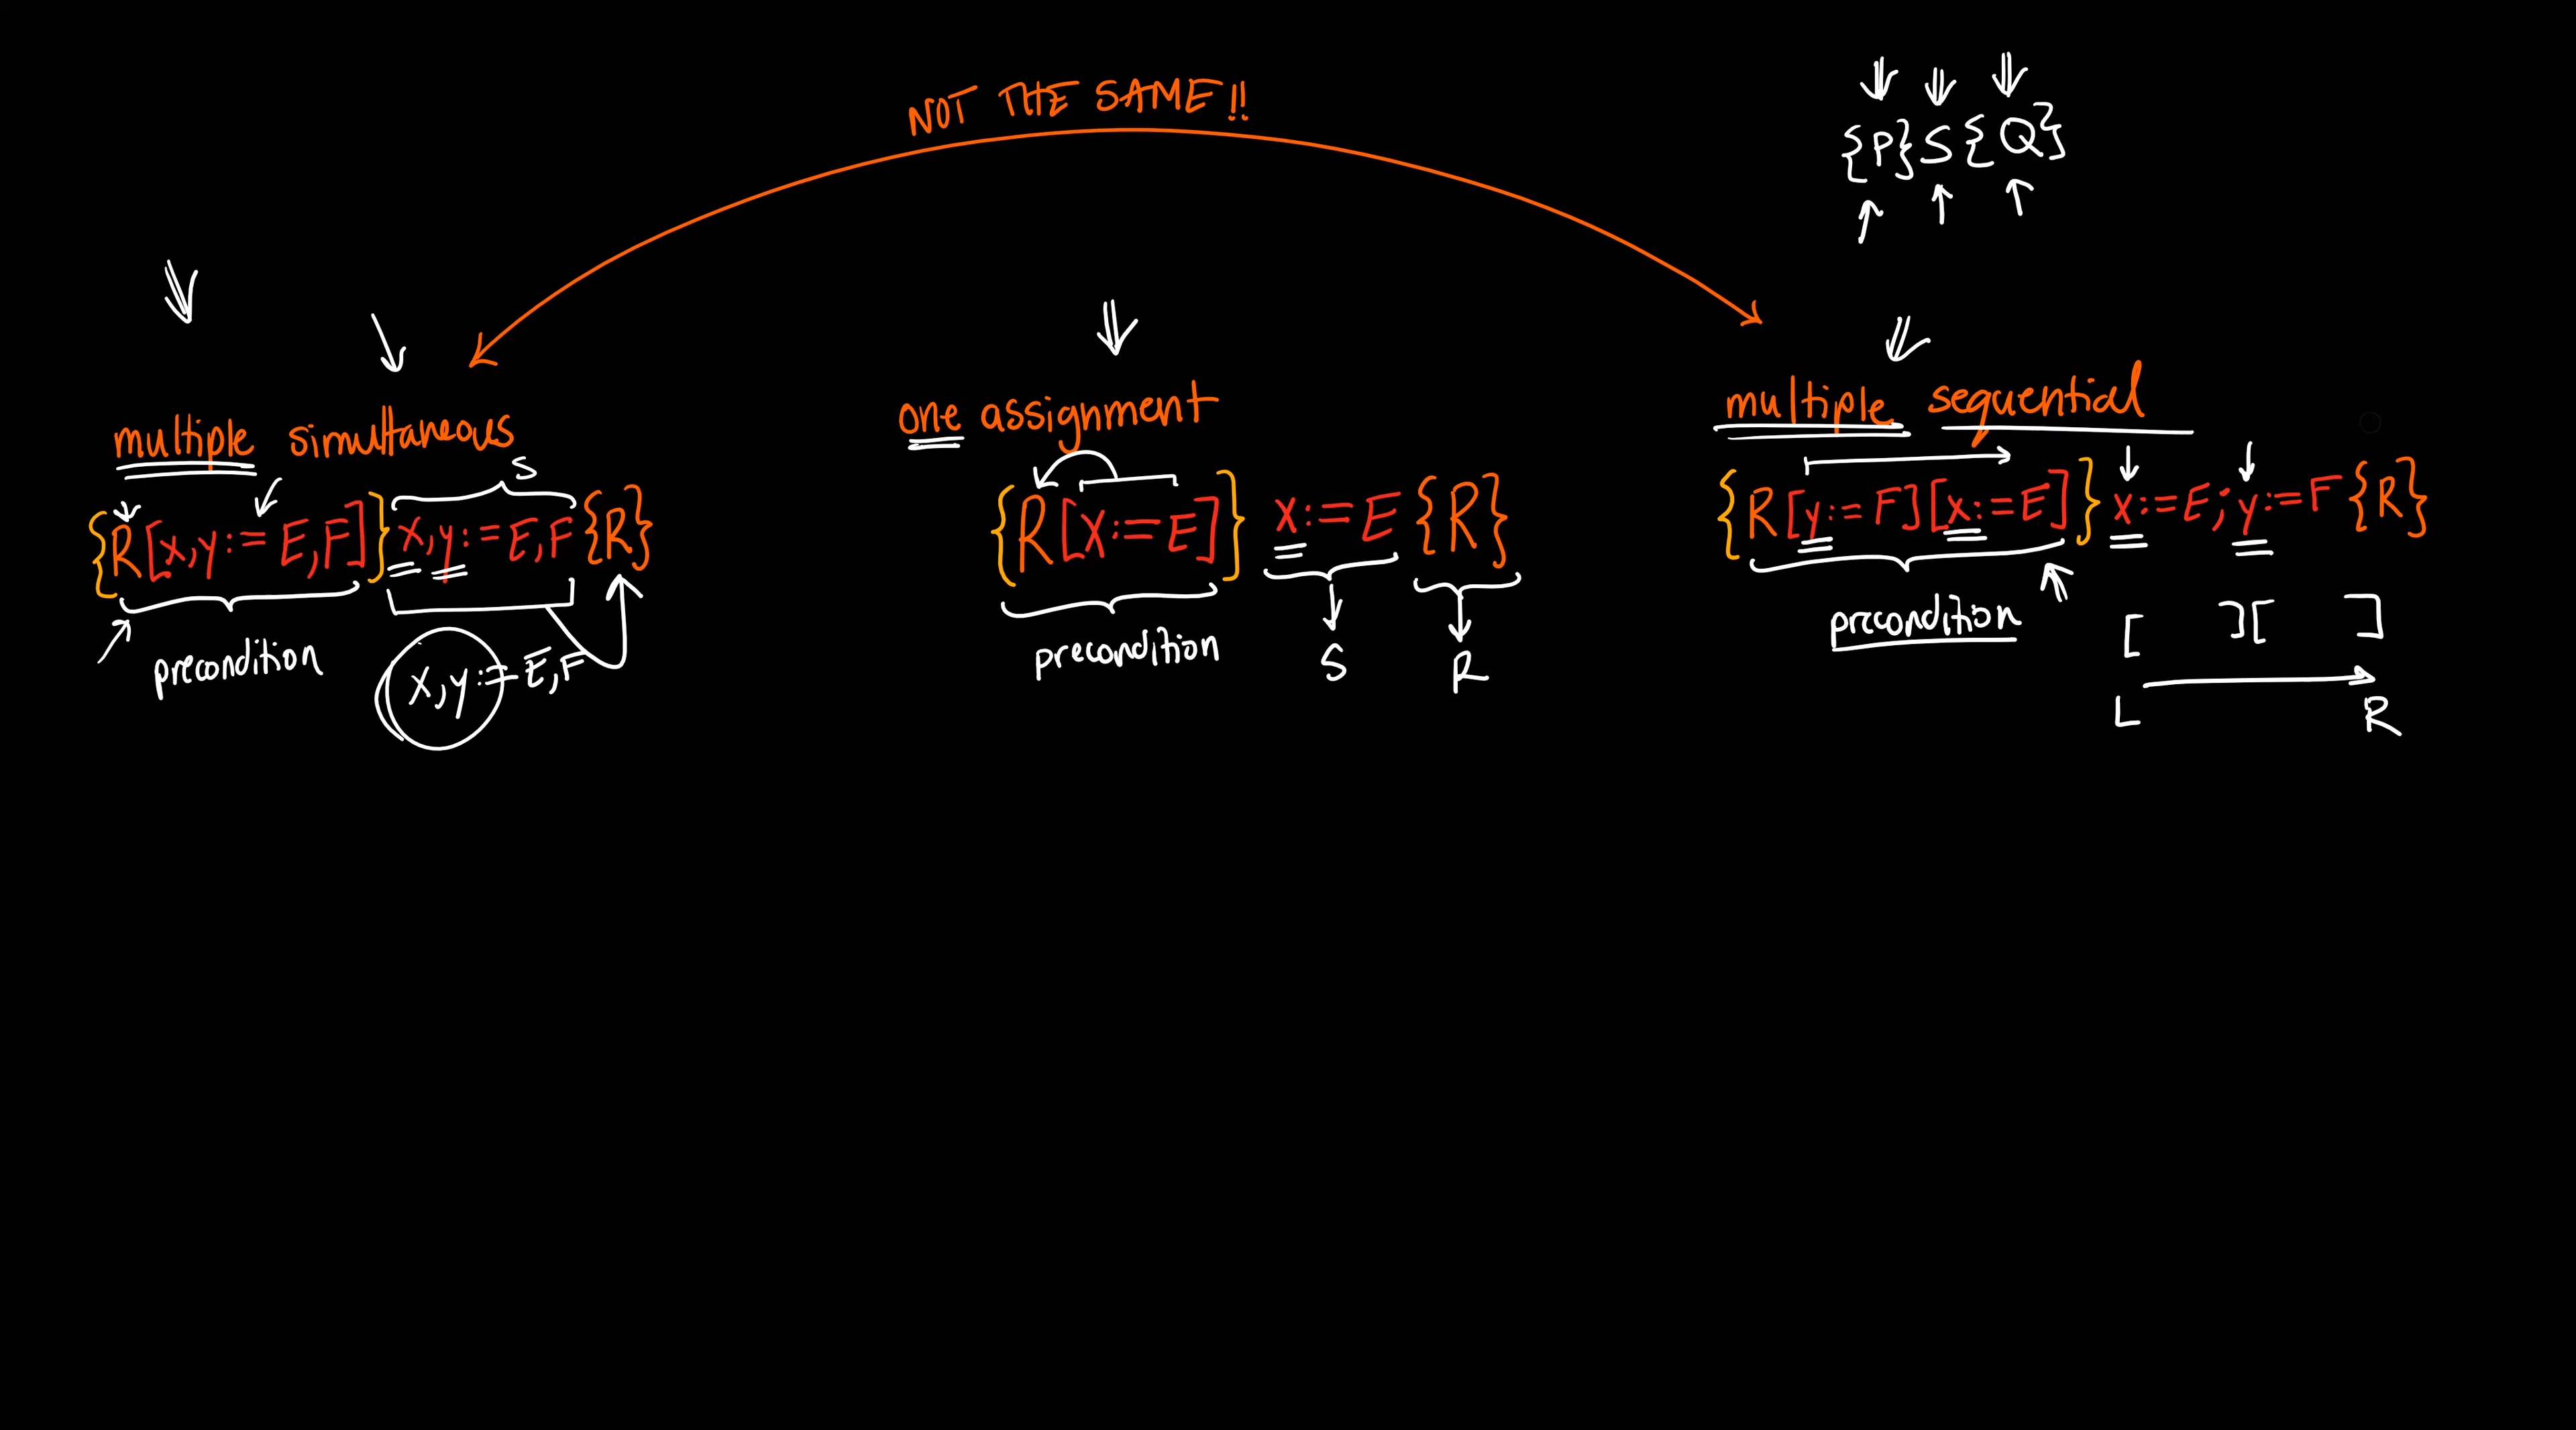 NOT THE SAME!!
{P} S {Q}
multiple simultaneous
S
{R[x,y:=E,F]} x,y:=E,F {R}
precondition
x,y:=E,F
one assignment
{R[x:=E]} x:=E {R}
precondition
S
R
multiple sequential
{R[y:=F][x:=E]} x:=E; y:=F {R}
precondition
[ ][ ]
L R